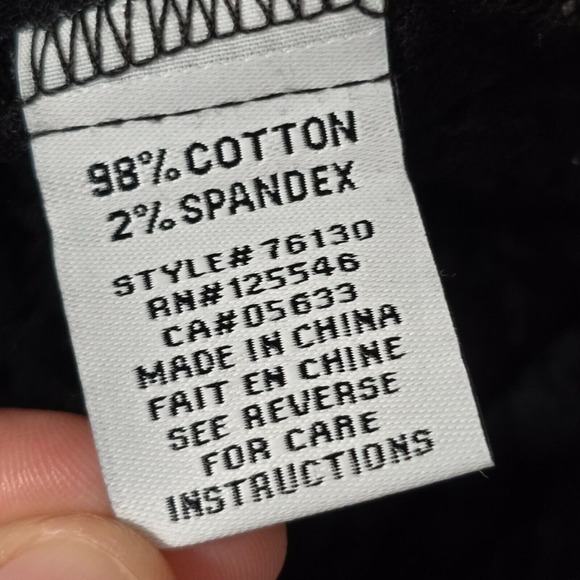 98% COTTON
2% SPANDEX
STYLE# 76130
RN#125546
CA#05633
MADE IN CHINA
FAIT EN CHINE
SEE REVERSE
FOR CARE
INSTRUCTIONS